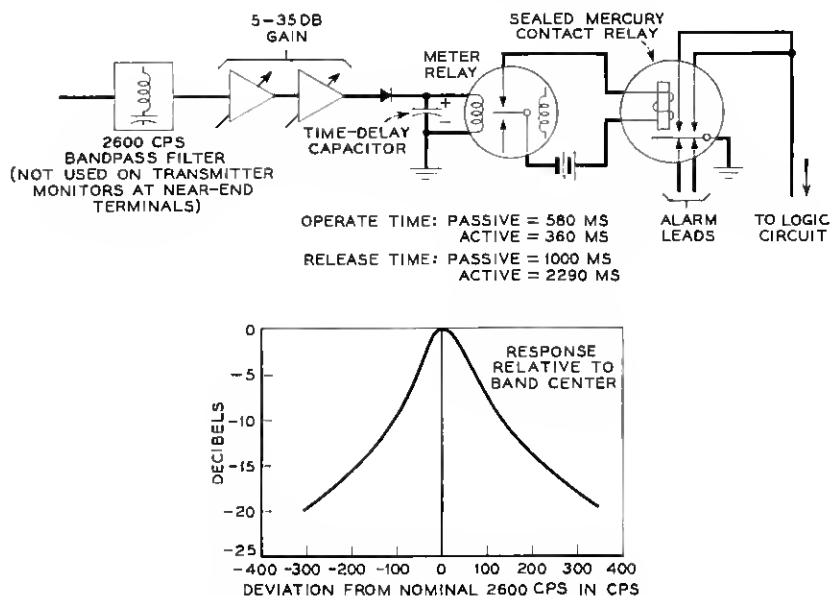 5-35DB
GAIN
SEALED MERCURY
CONTACT RELAY
METER
RELAY
+
-
TIME-DELAY
CAPACITOR
2600 CPS
BANDPASS FILTER
(NOT USED ON TRANSMITTER
MONITORS AT NEAR-END
TERMINALS)
OPERATE TIME: PASSIVE = 580 MS
ACTIVE = 360 MS
RELEASE TIME: PASSIVE = 1000 MS
ACTIVE = 2290 MS
ALARM
LEADS
TO LOGIC
CIRCUIT
RESPONSE
RELATIVE TO
BAND CENTER
DECIBELS
0
-5
-10
-15
-20
-25
-400 -300 -200 -100 0 100 200 300 400
DEVIATION FROM NOMINAL 2600 CPS IN CPS